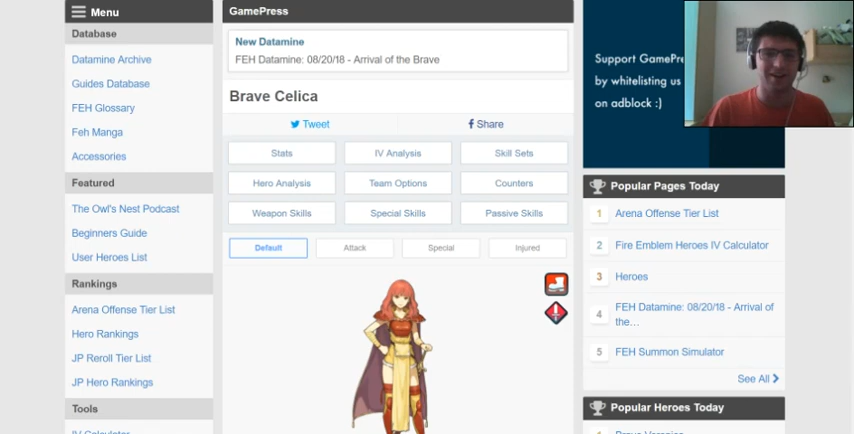 Menu
Database
Datamine Archive
Guides Database
FEH Glossary
Feh Manga
Accessories
Featured
The Owl's Nest Podcast
Beginners Guide
User Heroes List
Rankings
Arena Offense Tier List
Hero Rankings
JP Reroll Tier List
JP Hero Rankings
Tools
GamePress
New Datamine
FEH Datamine: 08/20/18 - Arrival of the Brave
Brave Celica
Tweet
Share
Stats
IV Analysis
Skill Sets
Hero Analysis
Team Options
Counters
Weapon Skills
Special Skills
Passive Skills
Default
Attack
Special
Injured
Support GamePre
by whitelisting us
on adblock :)
Popular Pages Today
1 Arena Offense Tier List
2 Fire Emblem Heroes IV Calculator
3 Heroes
4 FEH Datamine: 08/20/18 - Arrival of
the...
5 FEH Summon Simulator
See All
Popular Heroes Today